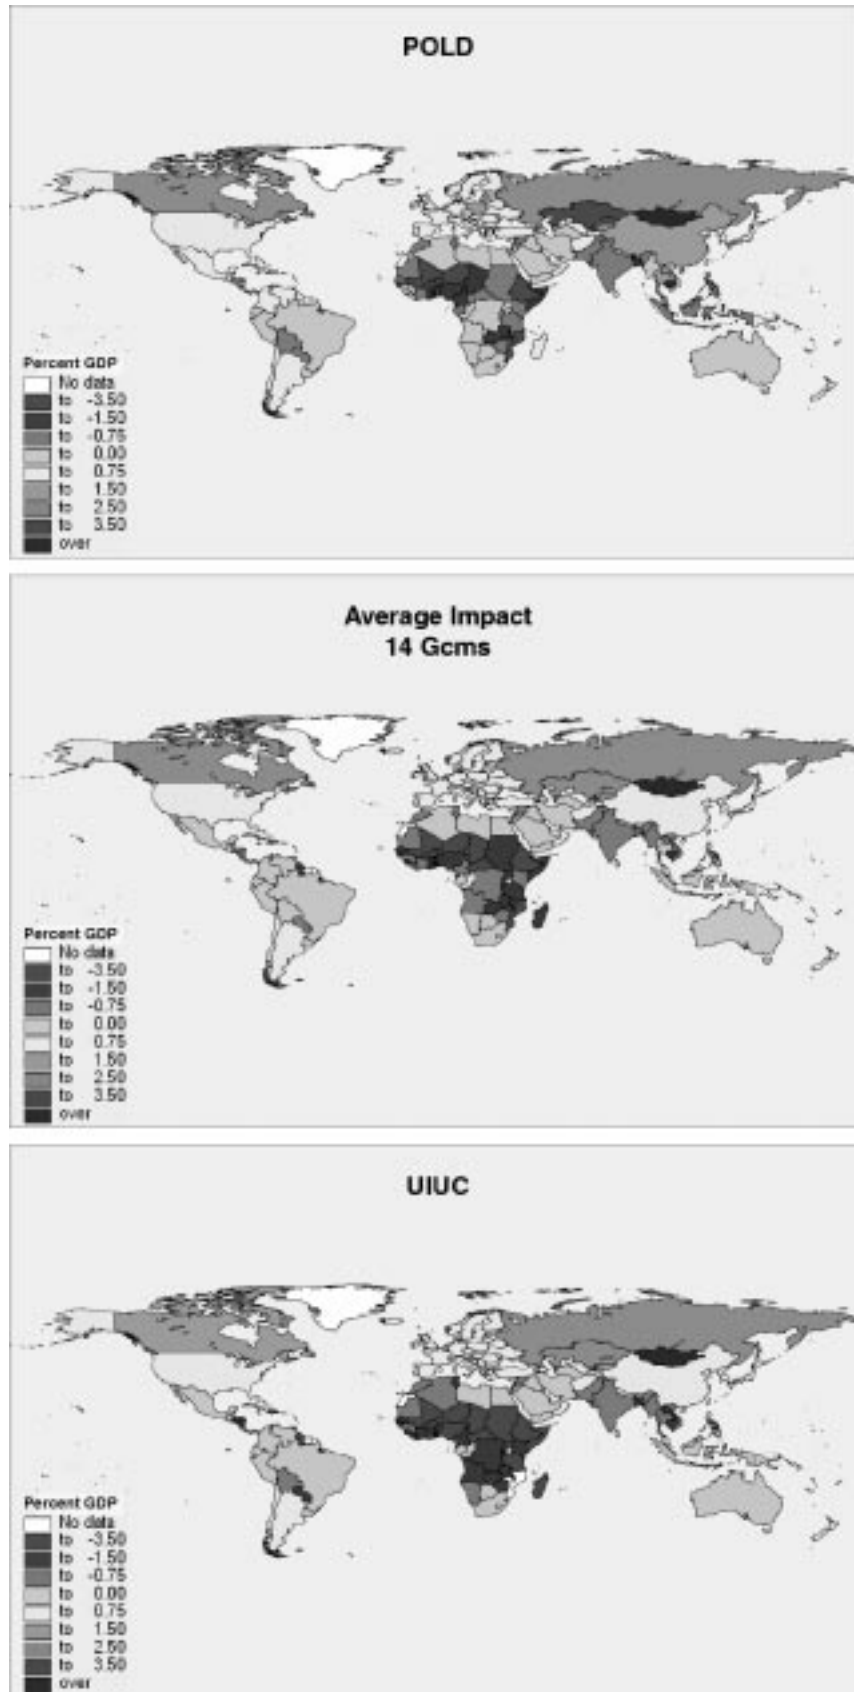 POLD
Percent GDP
No data
to -3.50
to -1.50
to -0.75
to 0.00
to 0.75
to 1.50
to 2.50
to 3.50
over
Average Impact
14 Gcms
Percent GDP
No data
to -3.50
to -1.50
to -0.75
to 0.00
to 0.75
to 1.50
to 2.50
to 3.50
over
UIUC
Percent GDP
No data
to -3.50
to -1.50
to -0.75
to 0.00
to 0.75
to 1.50
to 2.50
to 3.50
over